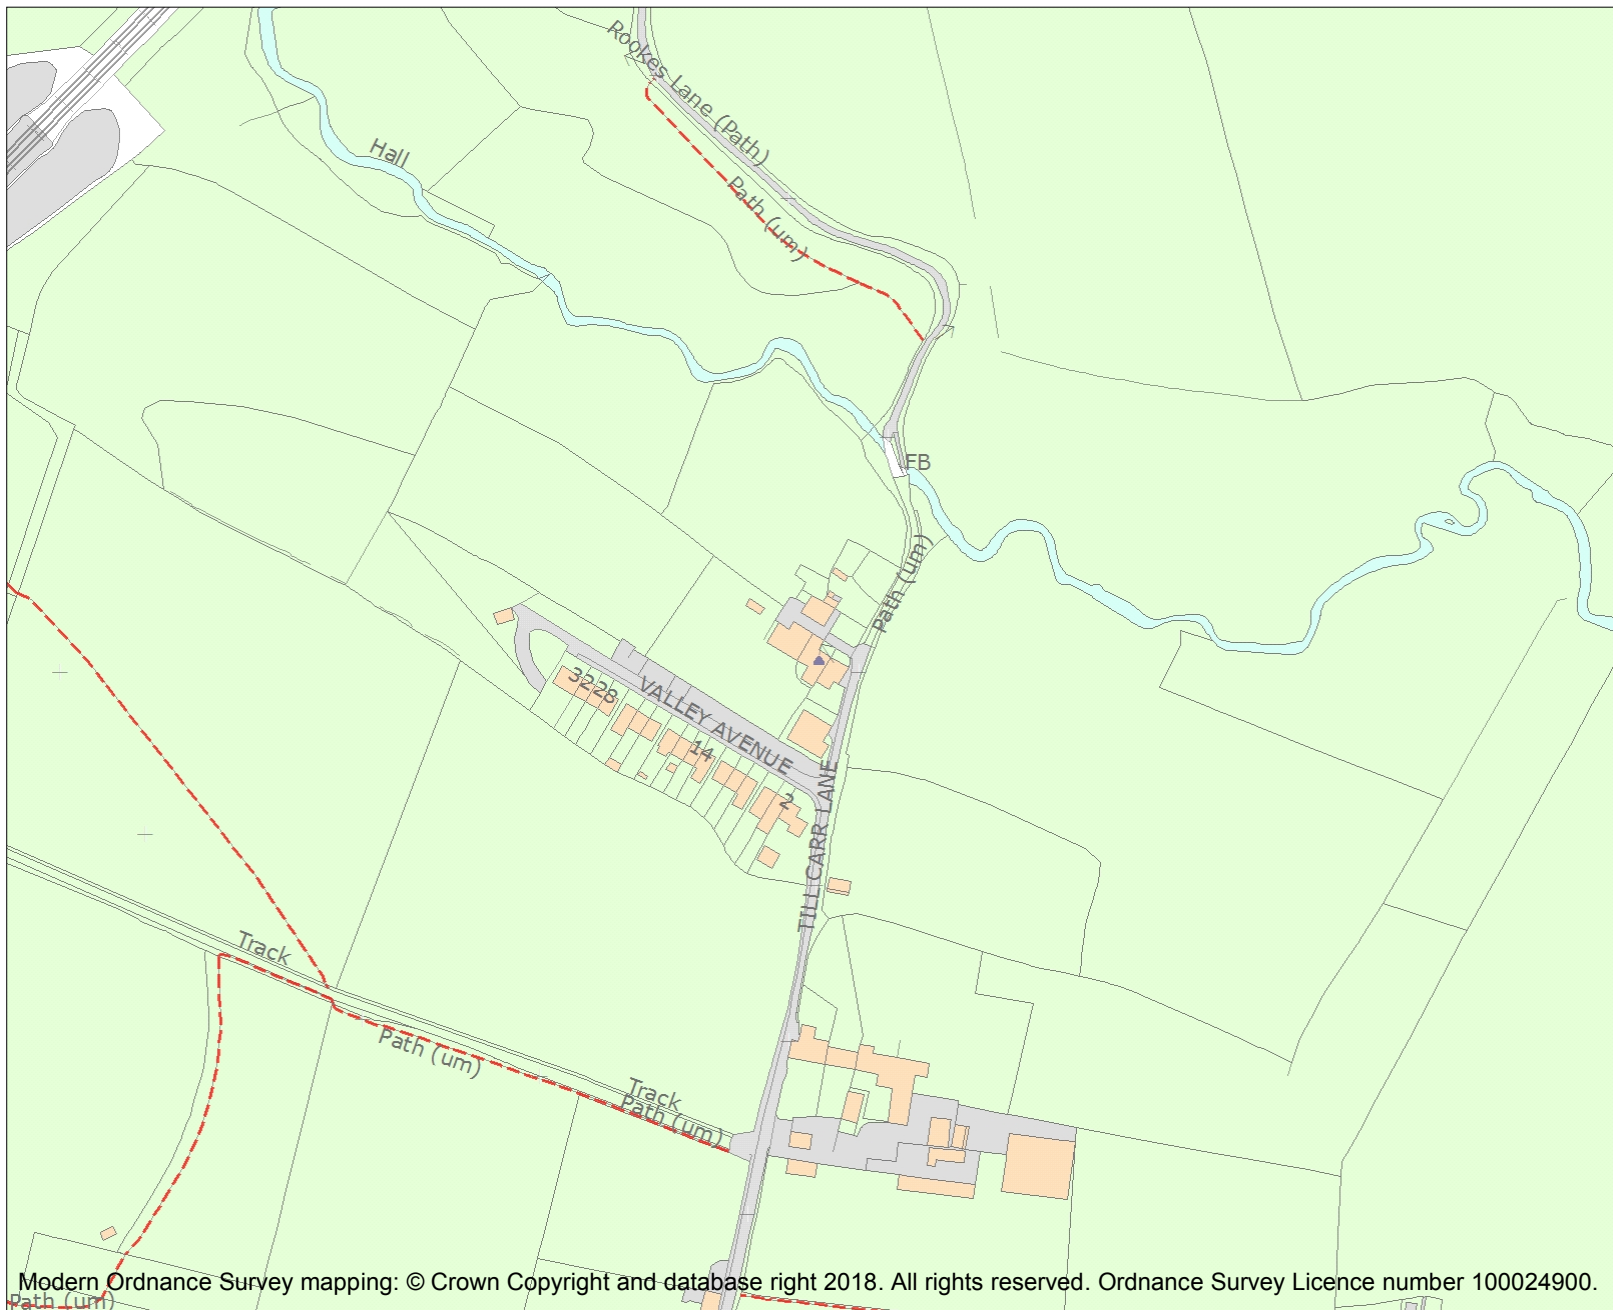 Rookes Lane (Path)
Hall
Path (um)
FB
Path (um)
3228
VALLEY AVENUE
14
2
TILL CARR LANE
Track
Path (um)
Track
Path (um)
Modern Ordnance Survey mapping: © Crown Copyright and database right 2018. All rights reserved. Ordnance Survey Licence number 100024900.
Path (um)